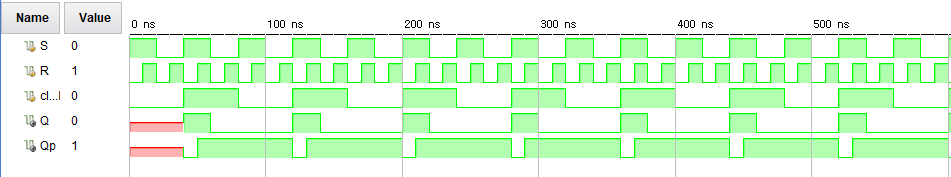 Name Value
0 ns 100 ns 200 ns 300 ns 400 ns 500 ns
S 0
R 1
cl...l 0
Q 0
Qp 1